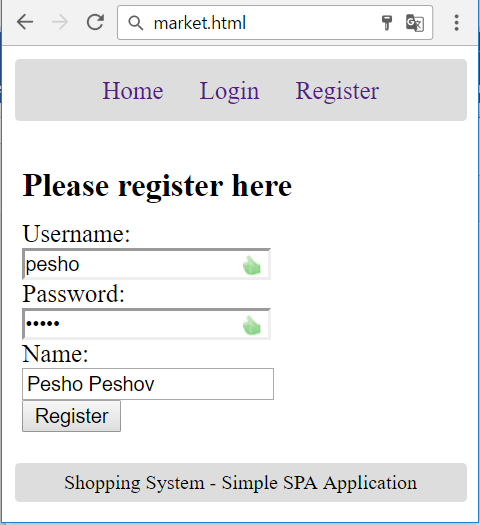 market.html
Home Login Register
Please register here
Username:
pesho
Password:
•••••
Name:
Pesho Peshov
Register
Shopping System - Simple SPA Application